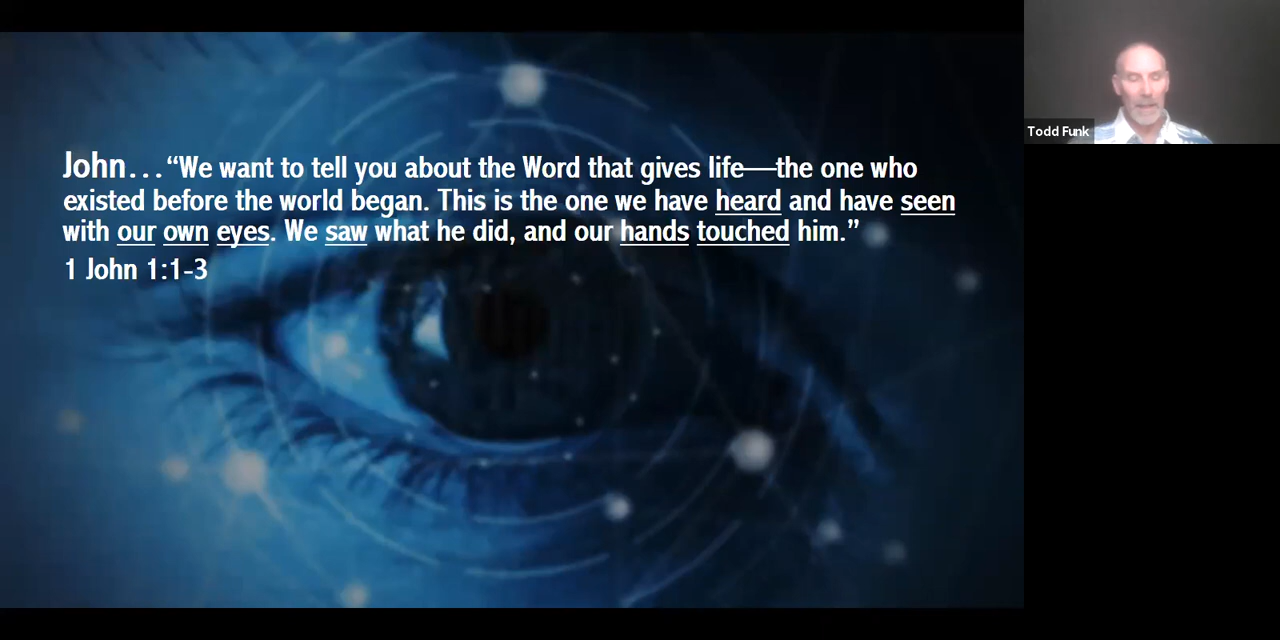 John…“We want to tell you about the Word that gives life—the one who
existed before the world began. This is the one we have heard and have seen
with our own eyes. We saw what he did, and our hands touched him.”
1 John 1:1-3
Todd Funk